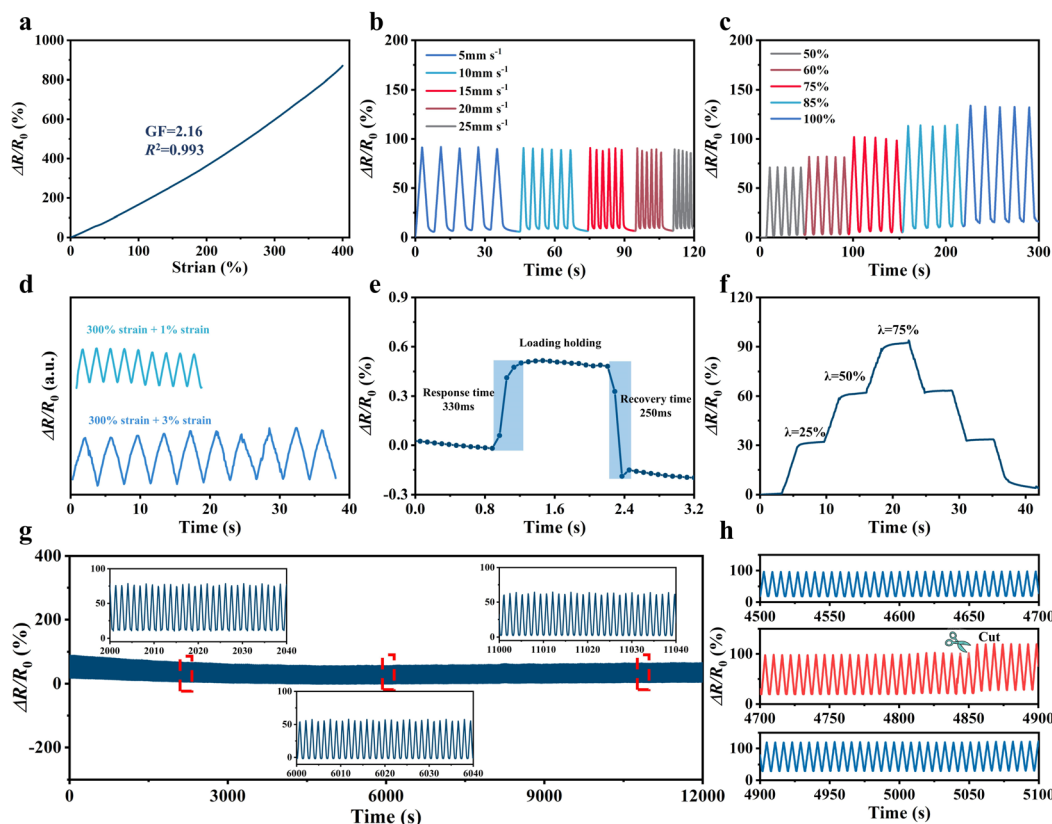 a
1000
800
600
400
200
0
ΔR/R0 (%)
GF=2.16
R²=0.993
0 100 200 300 400
Strian (%)
b
200
150
100
50
0
ΔR/R0 (%)
5mm s⁻¹
10mm s⁻¹
15mm s⁻¹
20mm s⁻¹
25mm s⁻¹
0 30 60 90 120
Time (s)
c
200
150
100
50
0
ΔR/R0 (%)
50%
60%
75%
85%
100%
0 100 200 300
Time (s)
d
ΔR/R0 (a.u.)
300% strain + 1% strain
300% strain + 3% strain
0 10 20 30 40
Time (s)
e
0.9
0.6
0.3
0.0
-0.3
ΔR/R0 (%)
Loading holding
Response time
330ms
Recovery time
250ms
0.0 0.8 1.6 2.4 3.2
Time (s)
f
120
90
60
30
0
ΔR/R0 (%)
λ=75%
λ=50%
λ=25%
0 10 20 30 40
Time (s)
g
400
200
0
-200
ΔR/R0 (%)
100
50
0
2000 2010 2020 2030 2040
100
50
0
11000 11010 11020 11030 11040
100
50
0
6000 6010 6020 6030 6040
0 3000 6000 9000 12000
Time (s)
h
ΔR/R0 (%)
100
0
4500 4550 4600 4650 4700
Cut
200
100
0
4700 4750 4800 4850 4900
100
0
4900 4950 5000 5050 5100
Time (s)